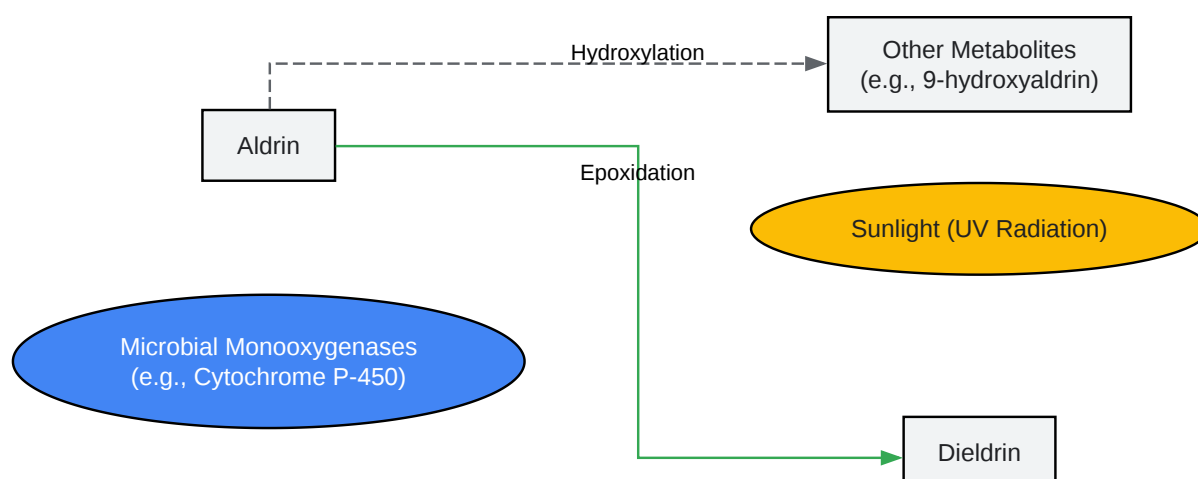 Hydroxylation
Other Metabolites
(e.g., 9-hydroxyaldrin)
Aldrin
Epoxidation
Sunlight (UV Radiation)
Microbial Monooxygenases
(e.g., Cytochrome P-450)
Dieldrin